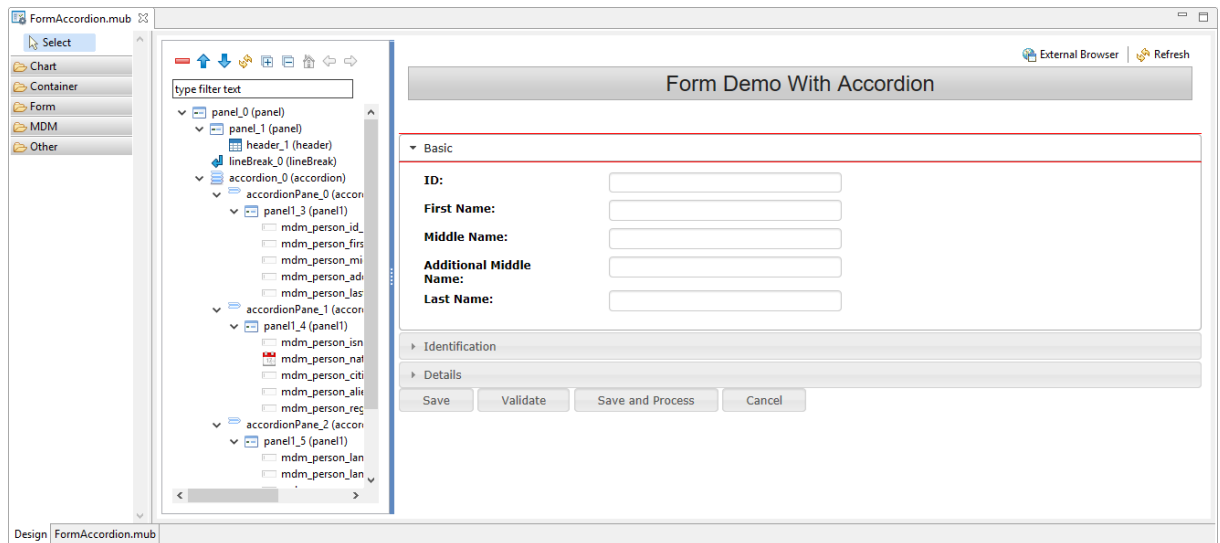 FormAccordion.mub
Select
Chart
Container
Form
MDM
Other
type filter text
panel_0 (panel)
panel_1 (panel)
header_1 (header)
lineBreak_0 (lineBreak)
accordion_0 (accordion)
accordionPane_0 (accor
panel1_3 (panel1)
mdm_person_id_
mdm_person_firs
mdm_person_mi
mdm_person_ad
mdm_person_las
accordionPane_1 (accor
panel1_4 (panel1)
mdm_person_isn
mdm_person_nat
mdm_person_citi
mdm_person_alie
mdm_person_reg
accordionPane_2 (accor
panel1_5 (panel1)
mdm_person_lan
mdm_person_lan
External Browser
Refresh
Form Demo With Accordion
Basic
ID:
First Name:
Middle Name:
Additional Middle
Name:
Last Name:
Identification
Details
Save Validate Save and Process Cancel
Design FormAccordion.mub